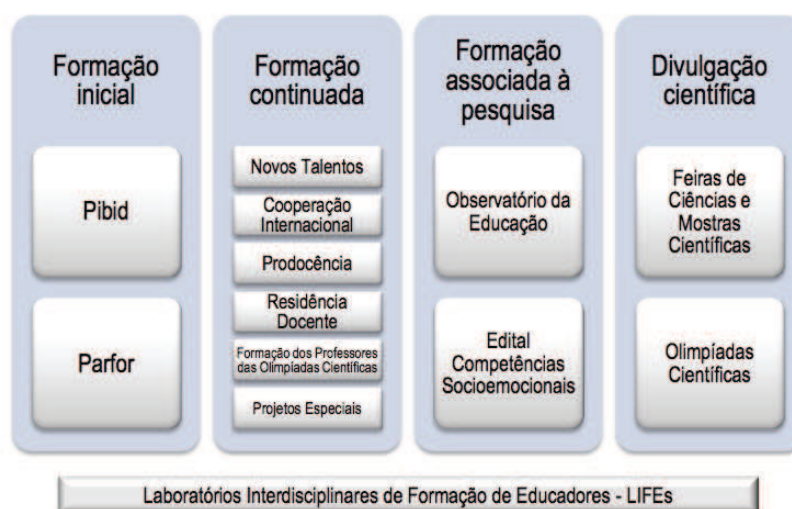 Formação
inicial
Pibid
Parfor
Formação
continuada
Novos Talentos
Cooperação
Internacional
Prodocência
Residência
Docente
Formação dos Professores
das Olimpíadas Científicas
Projetos Especiais
Formação
associada à
pesquisa
Observatório da
Educação
Edital
Competências
Socioemocionais
Divulgação
científica
Feiras de
Ciências e
Mostras
Científicas
Olimpíadas
Científicas
Laboratórios Interdisciplinares de Formação de Educadores - LIFEs